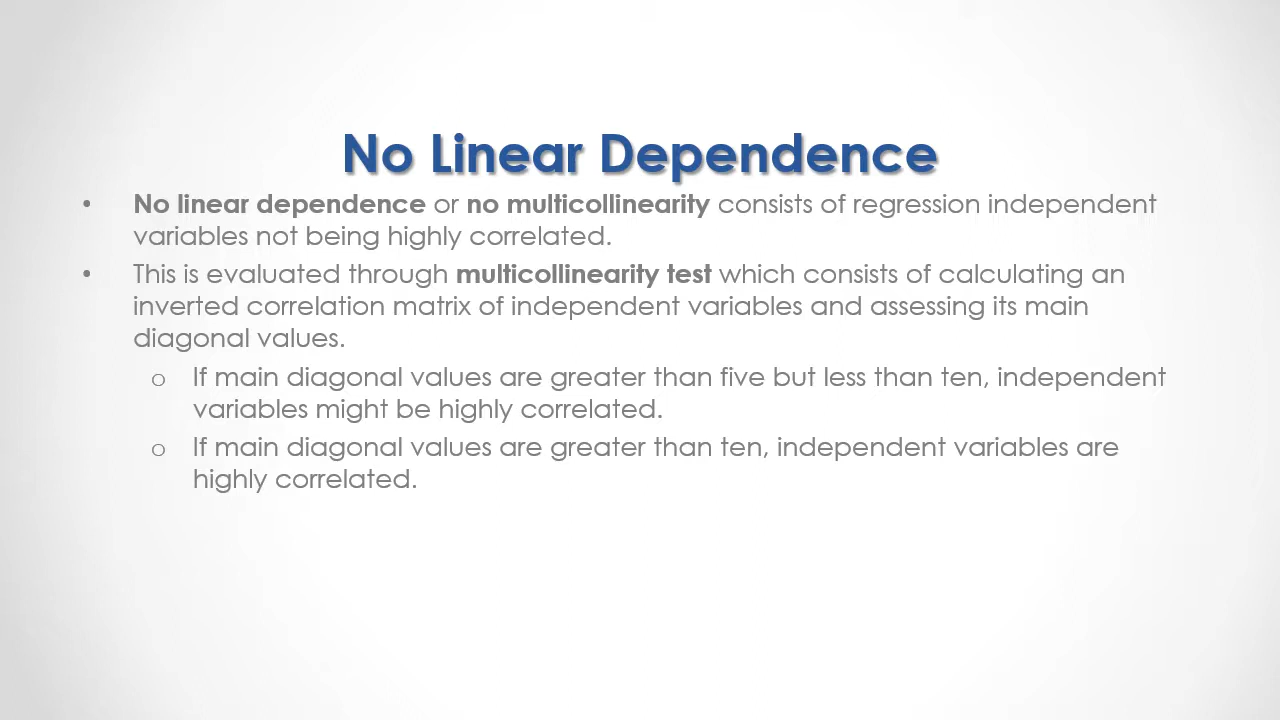 No Linear Dependence
• No linear dependence or no multicollinearity consists of regression independent
variables not being highly correlated.
• This is evaluated through multicollinearity test which consists of calculating an
inverted correlation matrix of independent variables and assessing its main
diagonal values.
o If main diagonal values are greater than five but less than ten, independent
variables might be highly correlated.
o If main diagonal values are greater than ten, independent variables are
highly correlated.